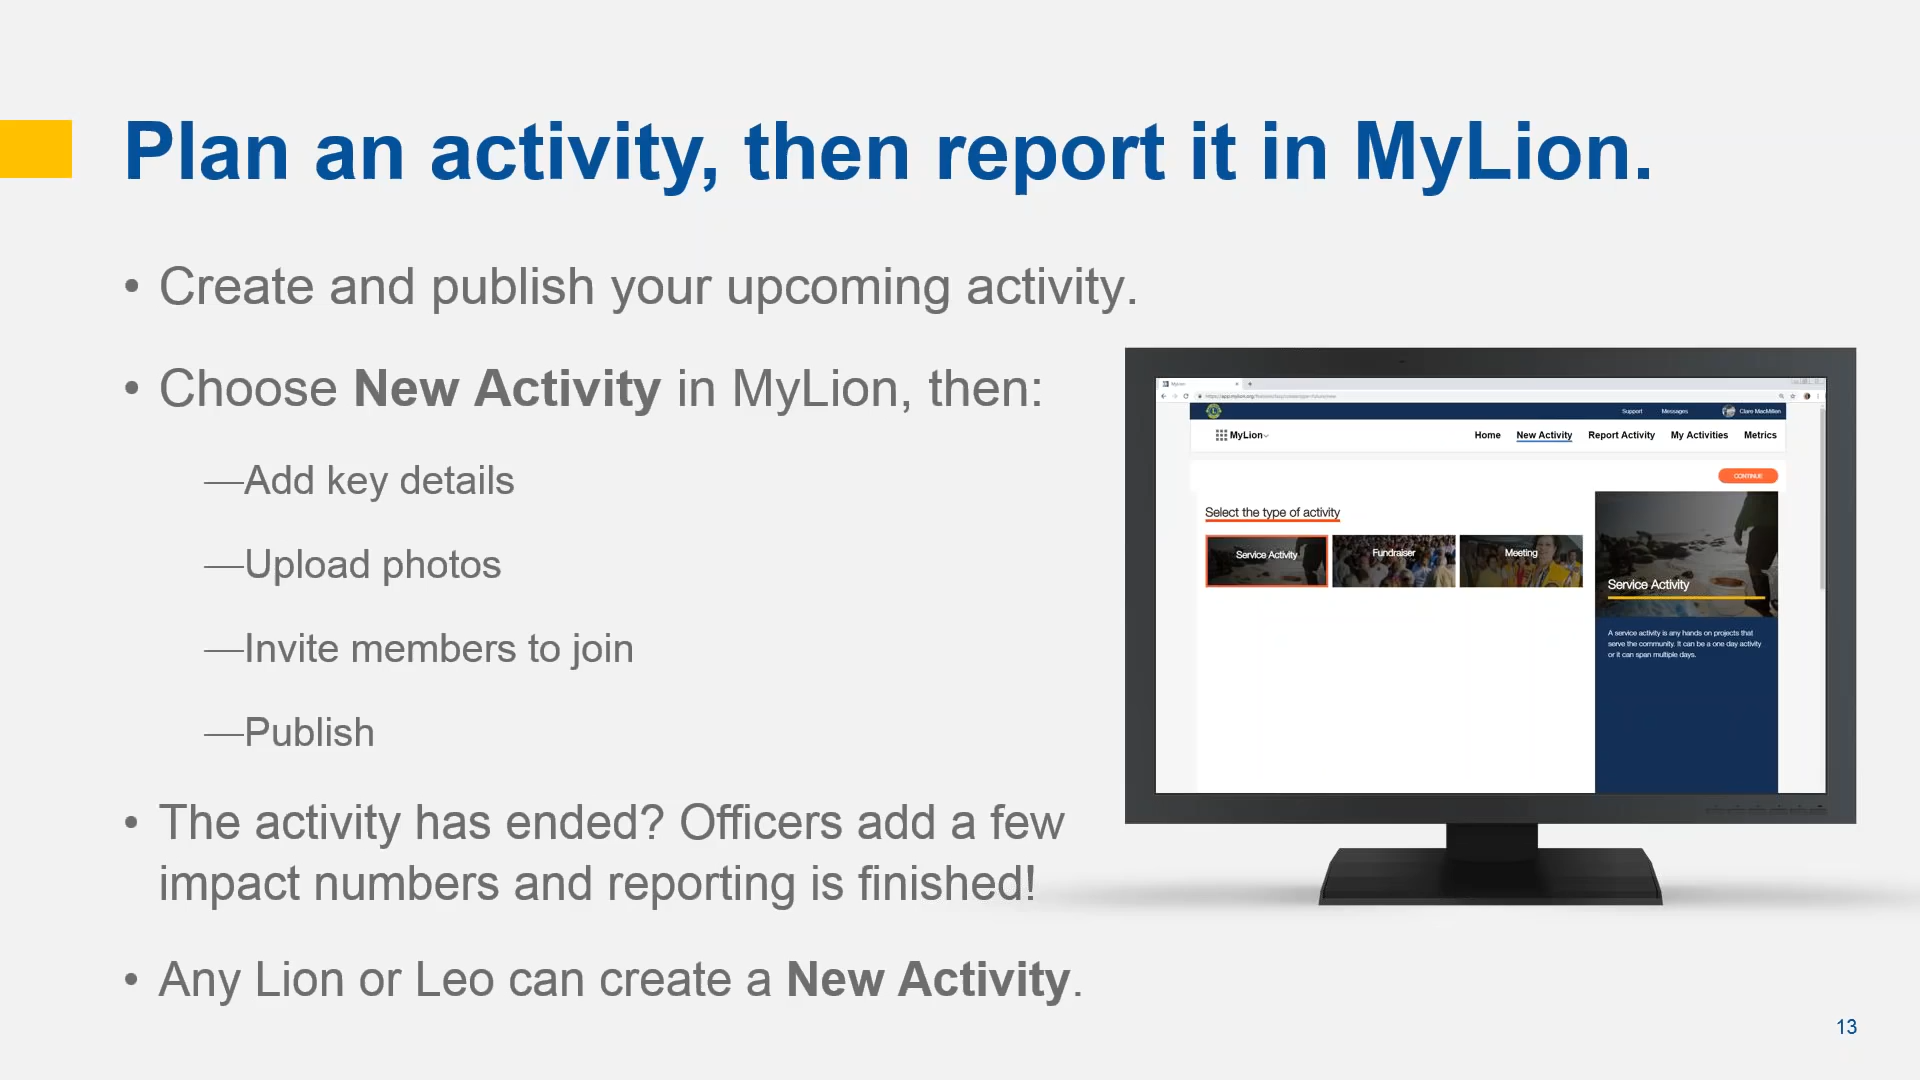 Plan an activity, then report it in MyLion.
• Create and publish your upcoming activity.
• Choose New Activity in MyLion, then:
—Add key details
—Upload photos
—Invite members to join
—Publish
• The activity has ended? Officers add a few
impact numbers and reporting is finished!
• Any Lion or Leo can create a New Activity.
MyLion
Support Messages Clare MacMillen
MyLion Home New Activity Report Activity My Activities Metrics
CONTINUE
Select the type of activity
Service Activity Fundraiser Meeting
Service Activity
A service activity is any hands on projects that
serve the community. It can be a one day activity
or it can span multiple days.
13